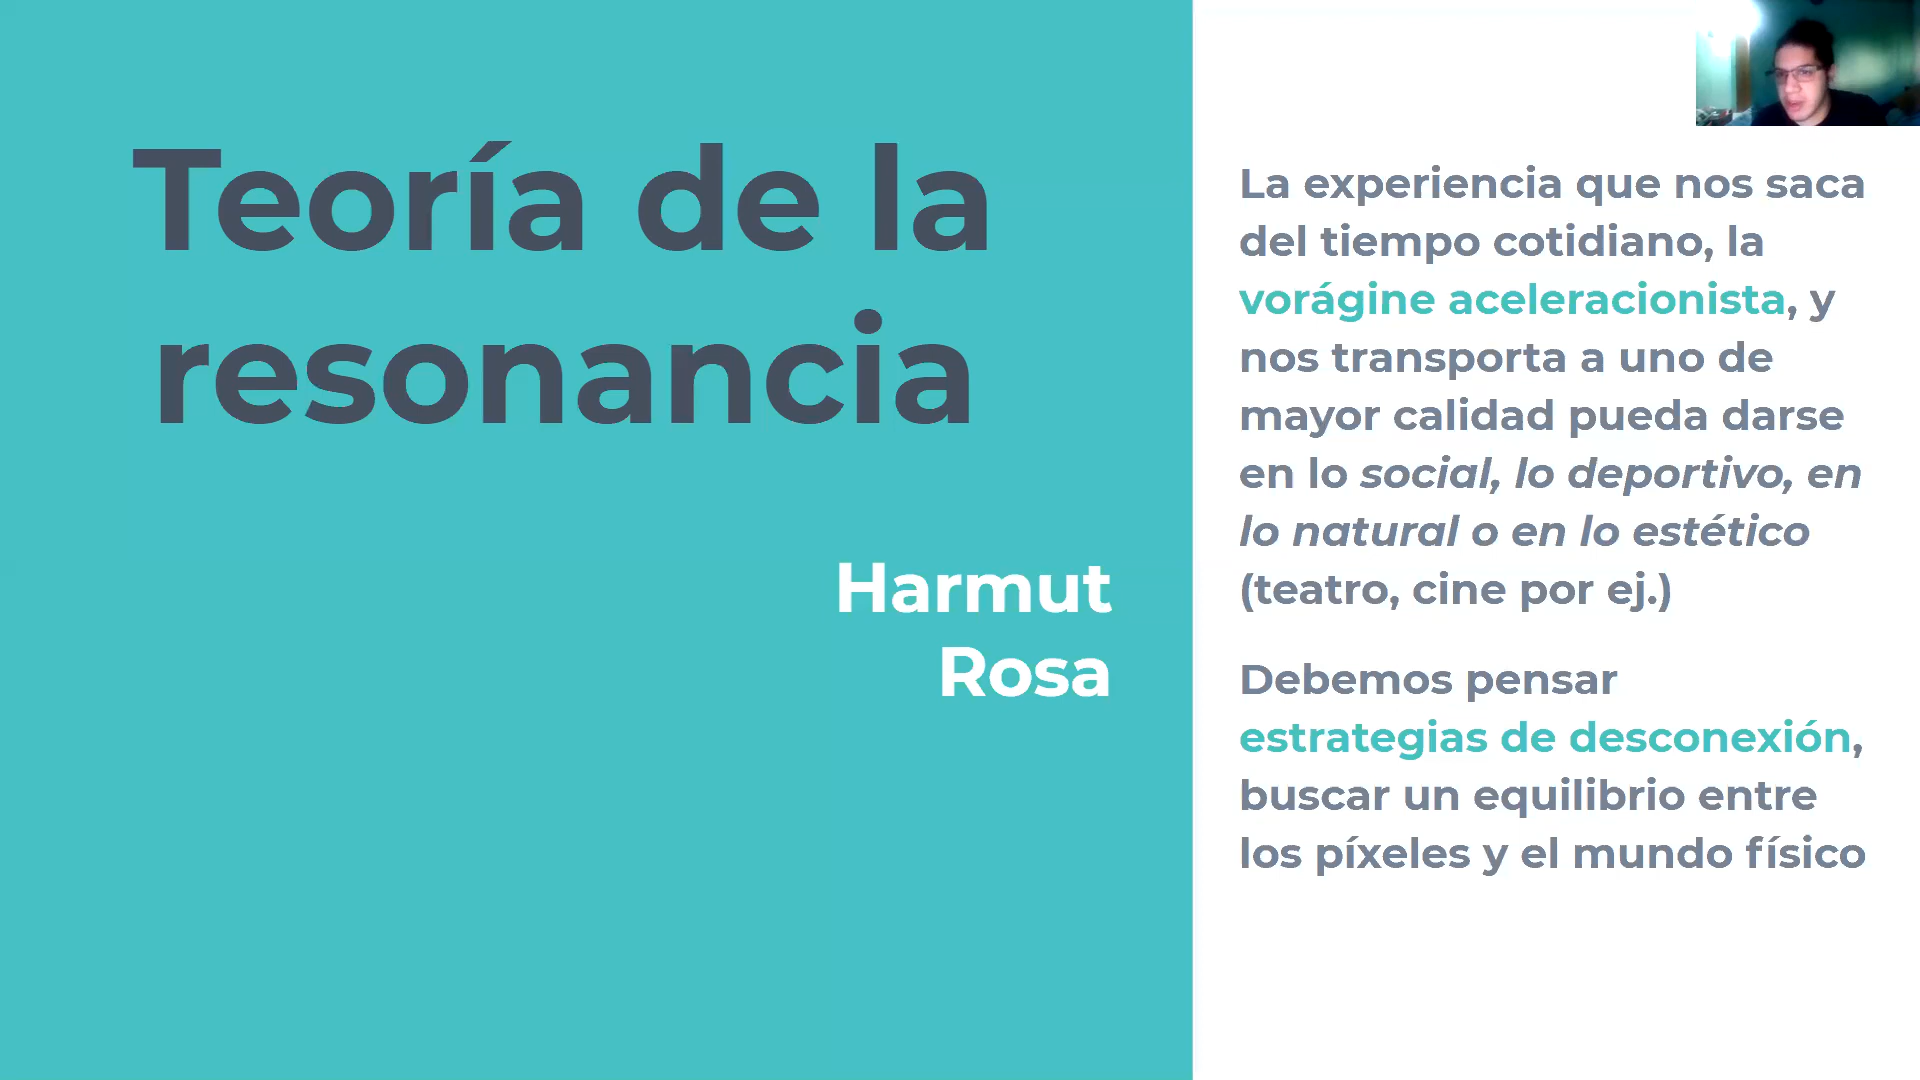 Teoría de la
resonancia
Harmut
Rosa
La experiencia que nos saca
del tiempo cotidiano, la
vorágine aceleracionista, y
nos transporta a uno de
mayor calidad pueda darse
en lo social, lo deportivo, en
lo natural o en lo estético
(teatro, cine por ej.)
Debemos pensar
estrategias de desconexión,
buscar un equilibrio entre
los píxeles y el mundo físico